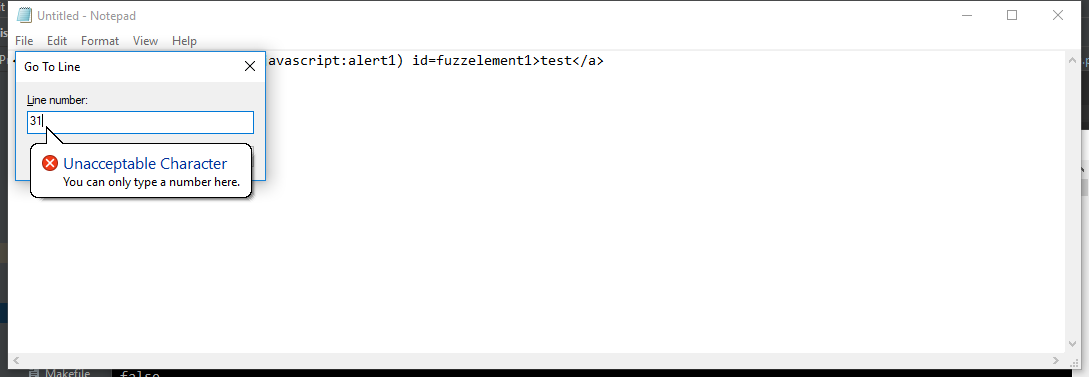 Untitled - Notepad
File Edit Format View Help
avascript:alert1) id=fuzzelement1>test</a>
Go To Line
Line number:
31
Unacceptable Character
You can only type a number here.
Makefile
false